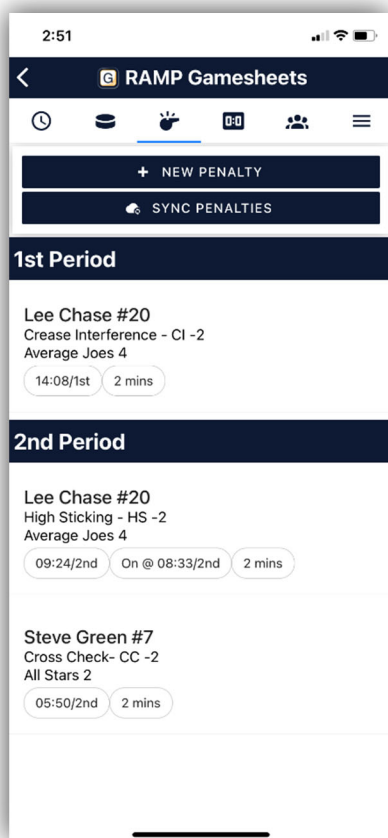 2:51
G RAMP Gamesheets
0:0
+ NEW PENALTY
SYNC PENALTIES
1st Period
Lee Chase #20
Crease Interference - CI -2
Average Joes 4
14:08/1st 2 mins
2nd Period
Lee Chase #20
High Sticking - HS -2
Average Joes 4
09:24/2nd On @ 08:33/2nd 2 mins
Steve Green #7
Cross Check- CC -2
All Stars 2
05:50/2nd 2 mins